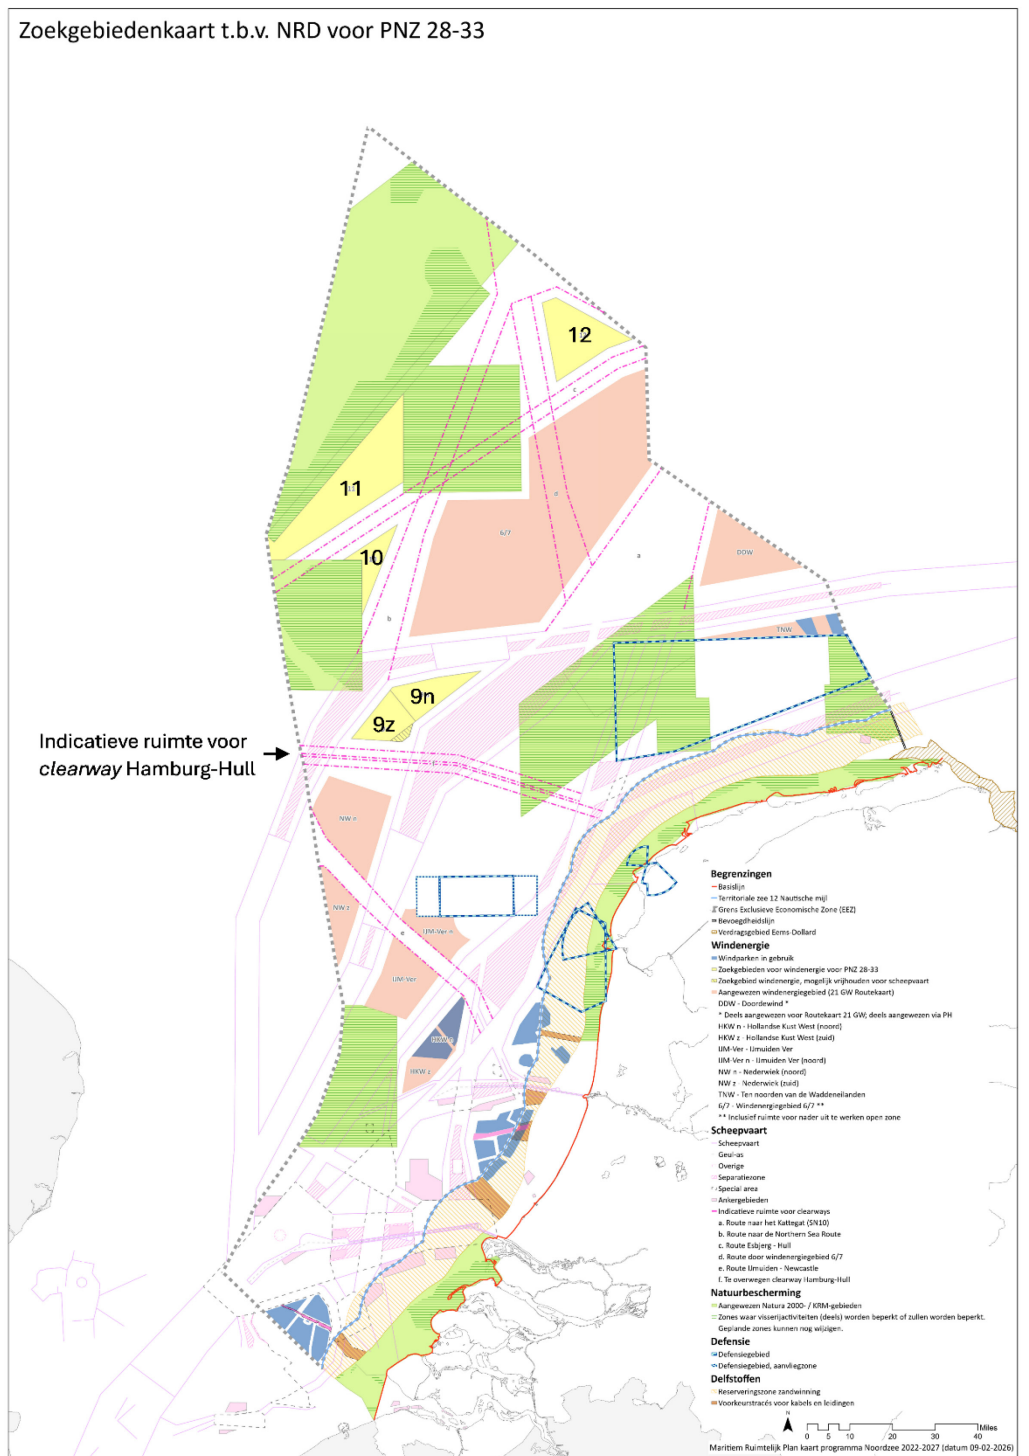 Zoekgebiedenkaart t.b.v. NRD voor PNZ 28-33
12
c
11
d
6/7
10
DDW
a
b
TNW
9n
9z
Indicatieve ruimte voor
clearway Hamburg-Hull
f
NW n
NW z
IJM-Ver n
e
IJM-Ver
HKW n
HKW z
Begrenzingen
Basislijn
Territoriale zee 12 Nautische mijl
Grens Exclusieve Economische Zone (EEZ)
Bevoegdheidslijn
Verdragsgebied Eems-Dollard
Windenergie
Windparken in gebruik
Zoekgebieden voor windenergie voor PNZ 28-33
Zoekgebied windenergie, mogelijk vrijhouden voor scheepvaart
Aangewezen windenergiegebied (21 GW Routekaart)
DDW - Doordewind *
* Deels aangewezen voor Routekaart 21 GW; deels aangewezen via PH
HKW n - Hollandse Kust West (noord)
HKW z - Hollandse Kust West (zuid)
IJM-Ver - IJmuiden Ver
IJM-Ver n - IJmuiden Ver (noord)
NW n - Nederwiek (noord)
NW z - Nederwiek (zuid)
TNW - Ten noorden van de Waddeneilanden
6/7 - Windenergiegebied 6/7 **
** Inclusief ruimte voor nader uit te werken open zone
Scheepvaart
Scheepvaart
Geul-as
Overige
Separatiezone
Special area
Ankergebieden
Indicatieve ruimte voor clearways
a. Route naar het Kattegat (SN10)
b. Route naar de Northern Sea Route
c. Route Esbjerg - Hull
d. Route door windenergiegebied 6/7
e. Route IJmuiden - Newcastle
f. Te overwegen clearway Hamburg-Hull
Natuurbescherming
Aangewezen Natura 2000- / KRM-gebieden
Zones waar visserijactiviteiten (deels) worden beperkt of zullen worden beperkt.
Geplande zones kunnen nog wijzigen.
Defensie
Defensiegebied
Defensiegebied, aanvliegzone
Delfstoffen
Reserveringszone zandwinning
Voorkeurstracés voor kabels en leidingen
N
Miles
0 5 10 20 30 40
Maritiem Ruimtelijk Plan kaart programma Noordzee 2022-2027 (datum 09-02-2026)